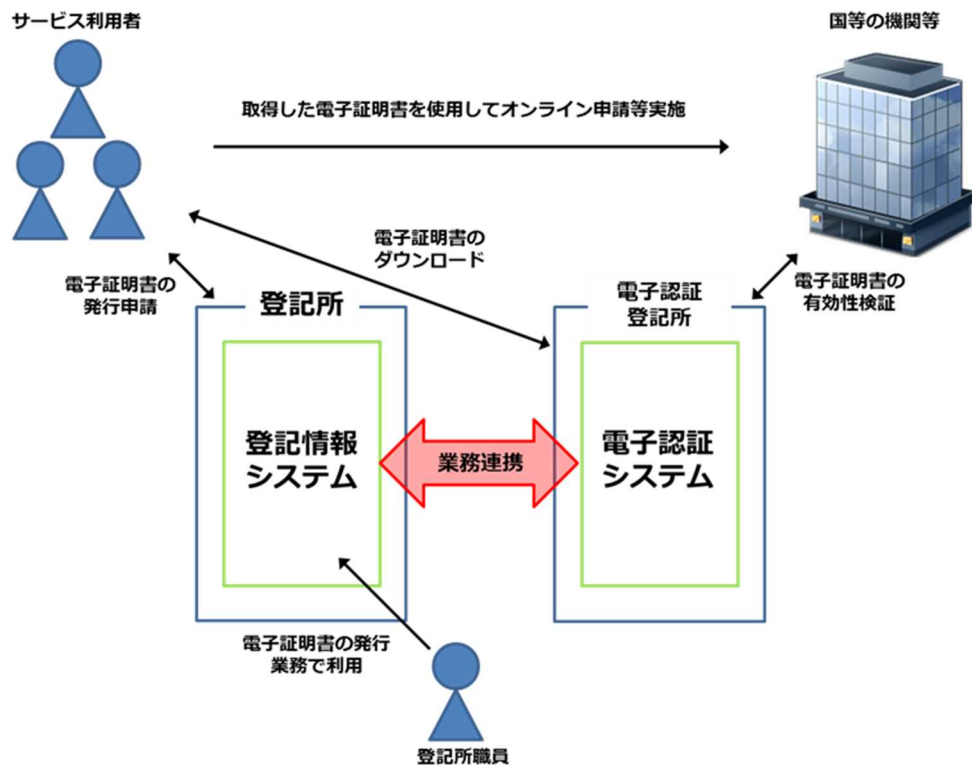 サービス利用者
国等の機関等
取得した電子証明書を使用してオンライン申請等実施
電子証明書の
ダウンロード
電子証明書の
発行申請
電子証明書の
有効性検証
登記所
電子認証
登記所
登記情報
システム
業務連携
電子認証
システム
電子証明書の発行
業務で利用
登記所職員